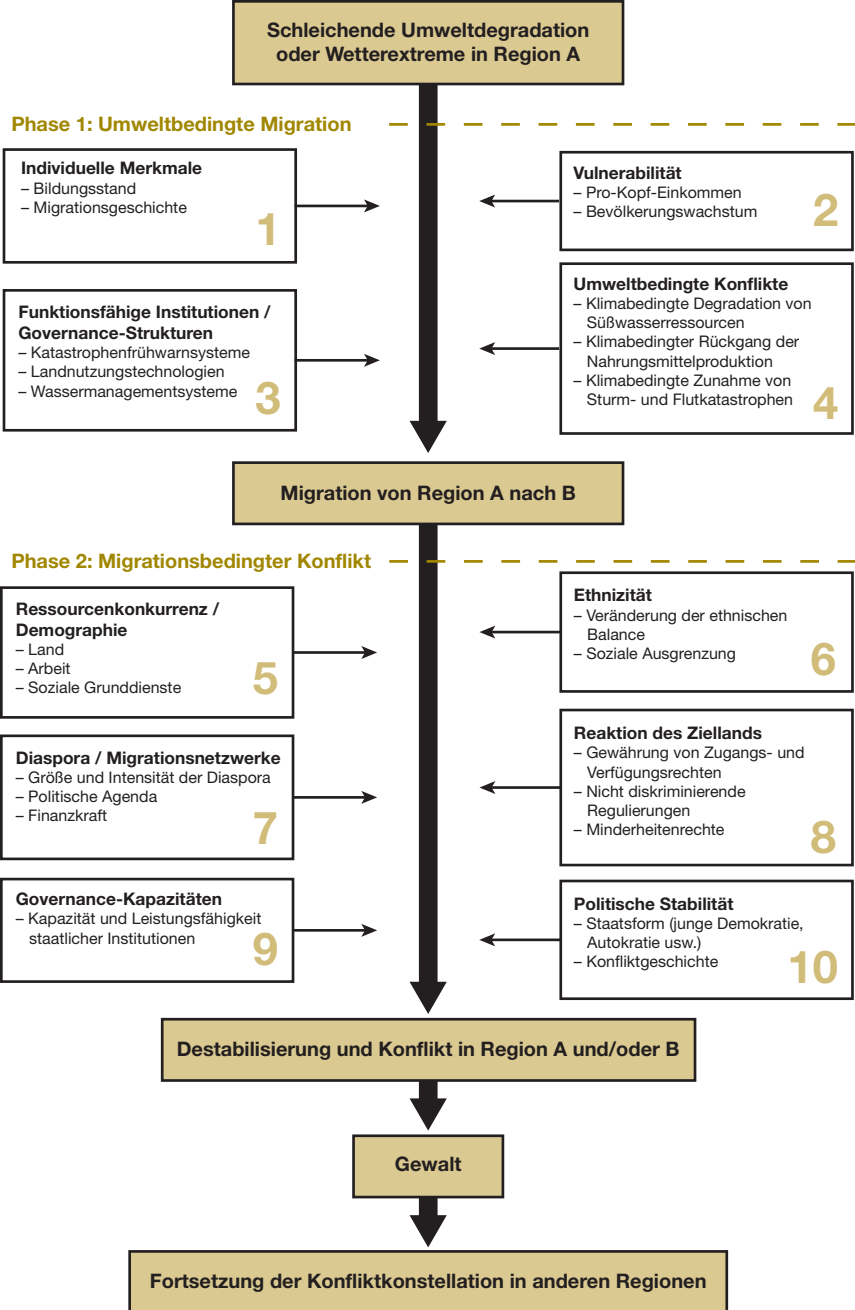 Schleichende Umweltdegradation
oder Wetterextreme in Region A
Phase 1: Umweltbedingte Migration
Individuelle Merkmale
– Bildungsstand
– Migrationsgeschichte
1
Vulnerabilität
– Pro-Kopf-Einkommen
– Bevölkerungswachstum
2
Funktionsfähige Institutionen /
Governance-Strukturen
– Katastrophenfrühwarnsysteme
– Landnutzungstechnologien
– Wassermanagementsysteme
3
Umweltbedingte Konflikte
– Klimabedingte Degradation von
Süßwasserressourcen
– Klimabedingter Rückgang der
Nahrungsmittelproduktion
– Klimabedingte Zunahme von
Sturm- und Flutkatastrophen
4
Migration von Region A nach B
Phase 2: Migrationsbedingter Konflikt
Ressourcenkonkurrenz /
Demographie
– Land
– Arbeit
– Soziale Grunddienste
5
Ethnizität
– Veränderung der ethnischen
Balance
– Soziale Ausgrenzung
6
Diaspora / Migrationsnetzwerke
– Größe und Intensität der Diaspora
– Politische Agenda
– Finanzkraft
7
Reaktion des Ziellands
– Gewährung von Zugangs- und
Verfügungsrechten
– Nicht diskriminierende
Regulierungen
– Minderheitenrechte
8
Governance-Kapazitäten
– Kapazität und Leistungsfähigkeit
staatlicher Institutionen
9
Politische Stabilität
– Staatsform (junge Demokratie,
Autokratie usw.)
– Konfliktgeschichte
10
Destabilisierung und Konflikt in Region A und/oder B
Gewalt
Fortsetzung der Konfliktkonstellation in anderen Regionen